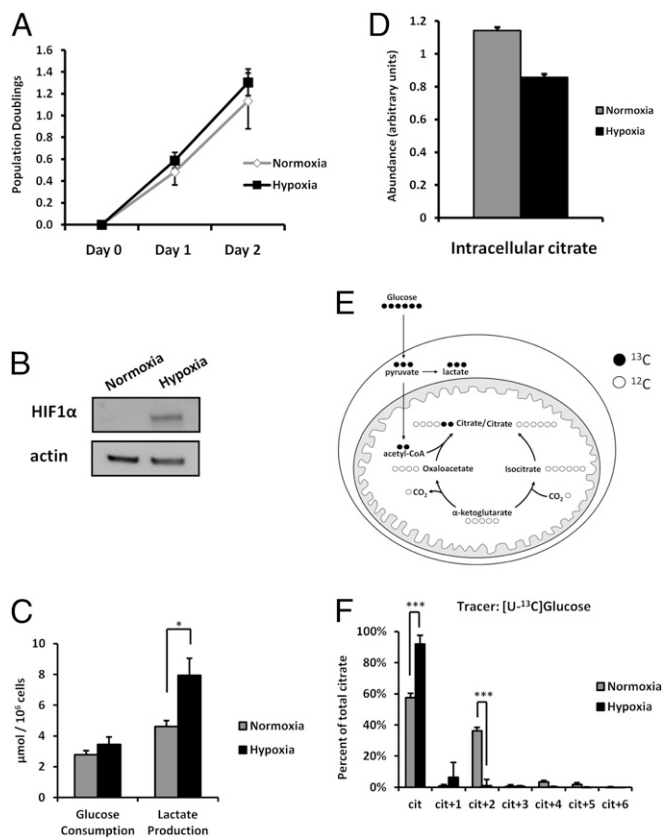 A
Population Doublings
1.6
1.4
1.2
1.0
0.8
0.6
0.4
0.2
0.0
Day 0 Day 1 Day 2
Normoxia
Hypoxia
B
Normoxia
Hypoxia
HIF1α
actin
C
μmol / 10⁶ cells
10
8
6
4
2
0
*
Glucose Consumption
Lactate Production
Normoxia
Hypoxia
D
Abundance (arbitrary units)
1.2
1
0.8
0.6
0.4
0.2
0
Intracellular citrate
Normoxia
Hypoxia
E
Glucose
pyruvate
lactate
Citrate/Citrate
acetyl-CoA
Oxaloacetate
Isocitrate
CO₂
CO₂
α-ketoglutarate
¹³C
¹²C
F
Tracer: [U-¹³C]Glucose
Percent of total citrate
100%
80%
60%
40%
20%
0%
***
***
cit cit+1 cit+2 cit+3 cit+4 cit+5 cit+6
Normoxia
Hypoxia